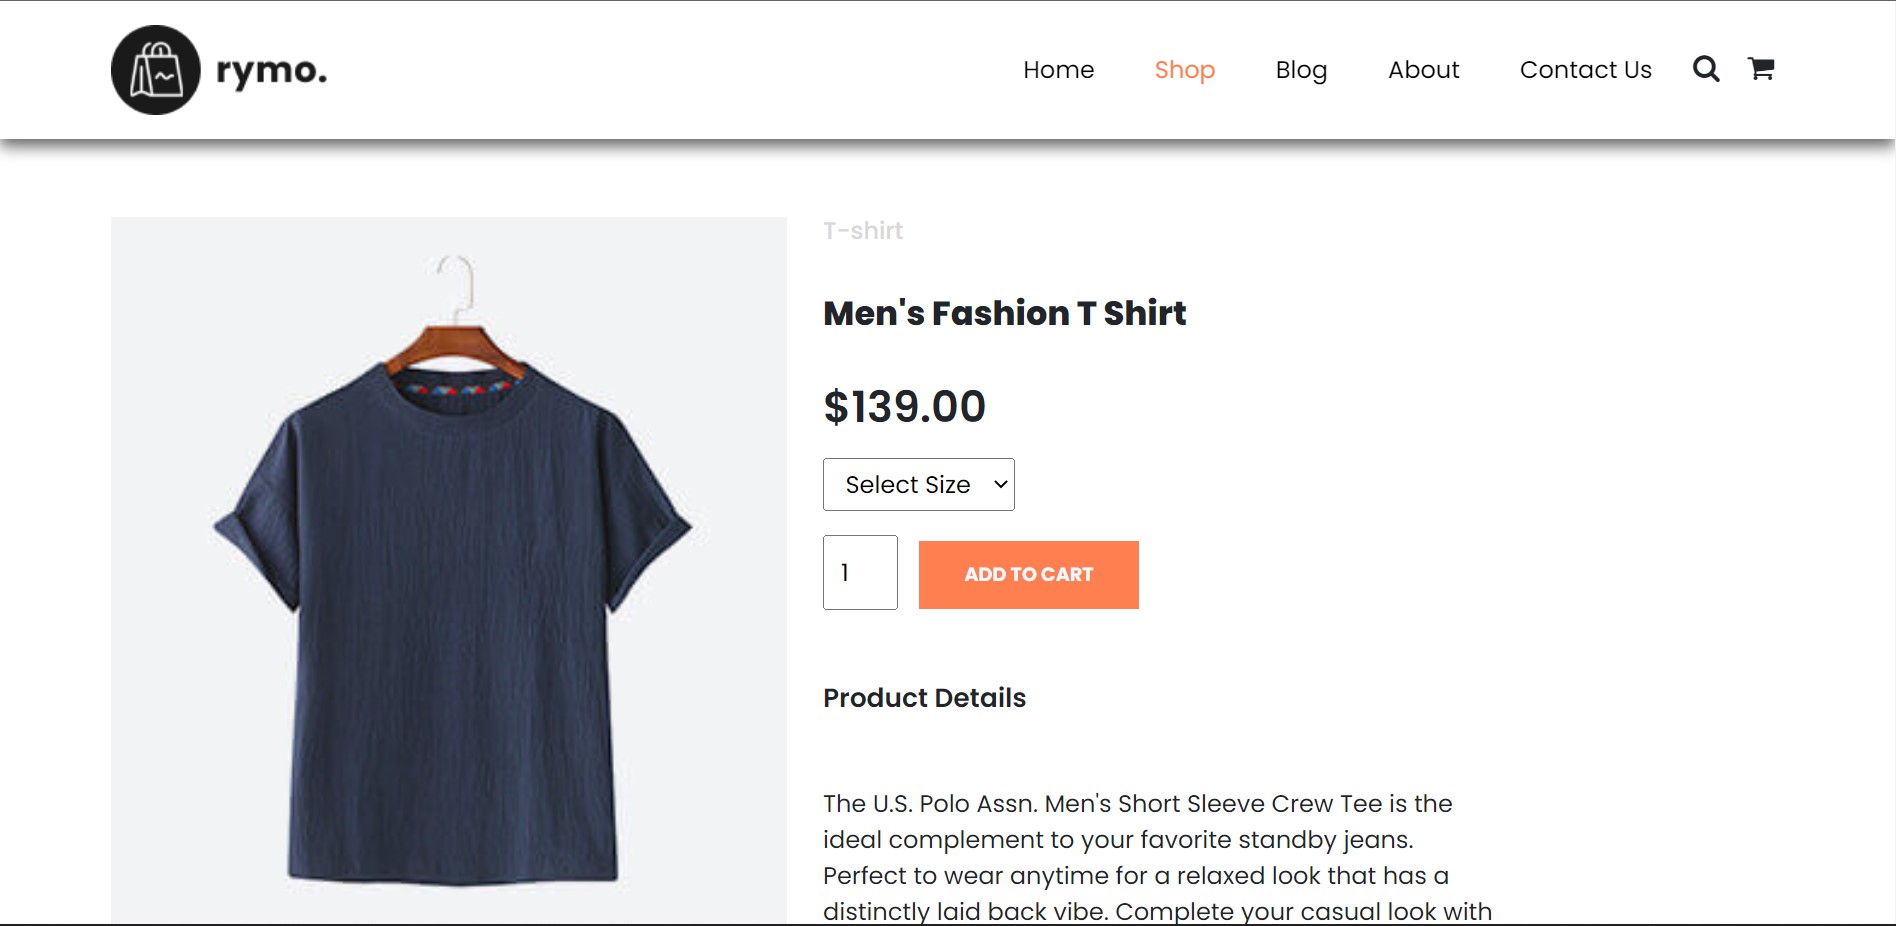 rymo.
Home Shop Blog About Contact Us
T-shirt
Men's Fashion T Shirt
$139.00
Select Size
1 ADD TO CART
Product Details
The U.S. Polo Assn. Men's Short Sleeve Crew Tee is the
ideal complement to your favorite standby jeans.
Perfect to wear anytime for a relaxed look that has a
distinctly laid back vibe. Complete your casual look with